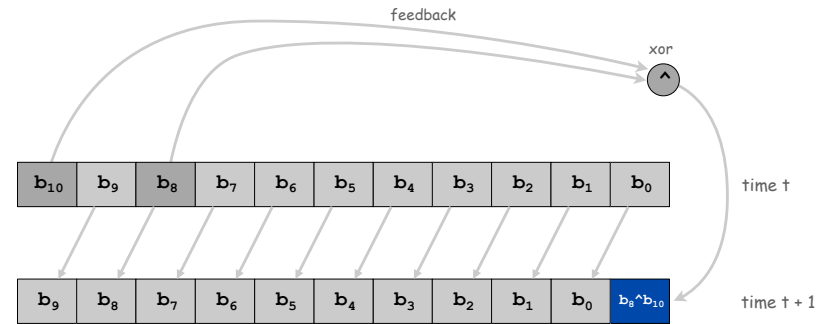 feedback
xor
^
b₁₀ b₉ b₈ b₇ b₆ b₅ b₄ b₃ b₂ b₁ b₀ time t
b₉ b₈ b₇ b₆ b₅ b₄ b₃ b₂ b₁ b₀ b₈^b₁₀ time t + 1